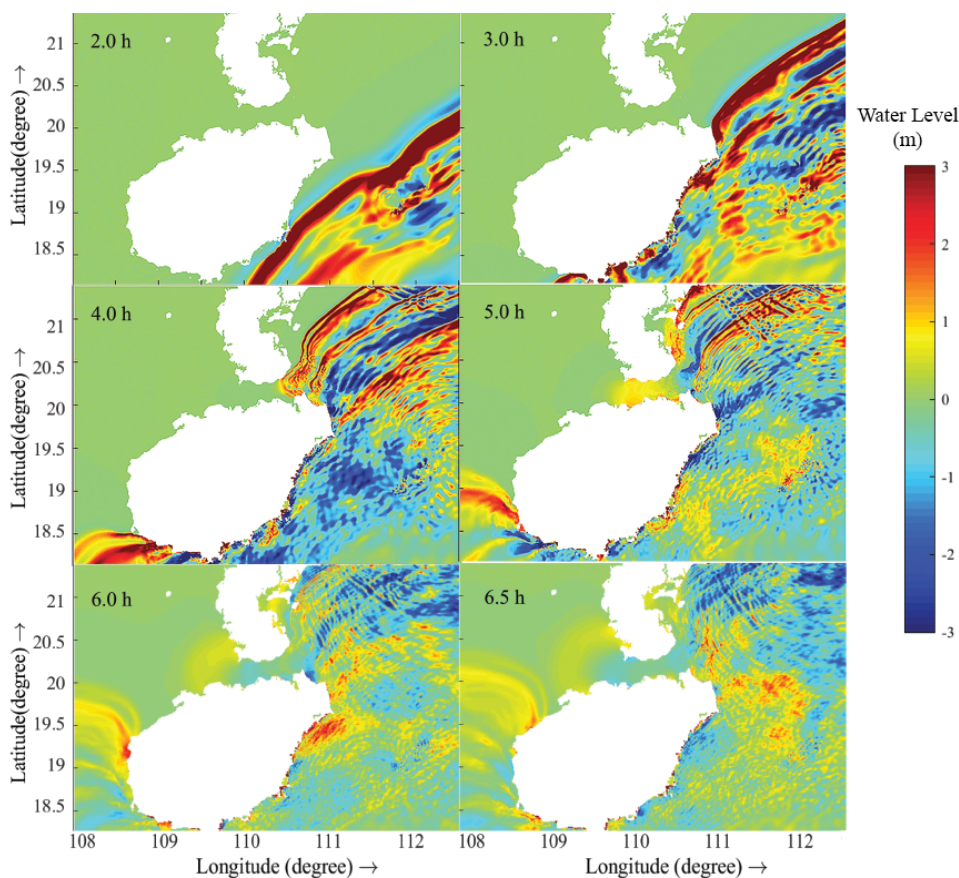 2.0 h
3.0 h
21
20.5
20
19.5
19
18.5
Latitude(degree) →
Water Level
(m)
3
2
1
0
-1
-2
-3
4.0 h
5.0 h
21
20.5
20
19.5
19
18.5
Latitude(degree) →
6.0 h
6.5 h
21
20.5
20
19.5
19
18.5
Latitude(degree) →
108 109 110 111 112 108 109 110 111 112
Longitude (degree) → Longitude (degree) →